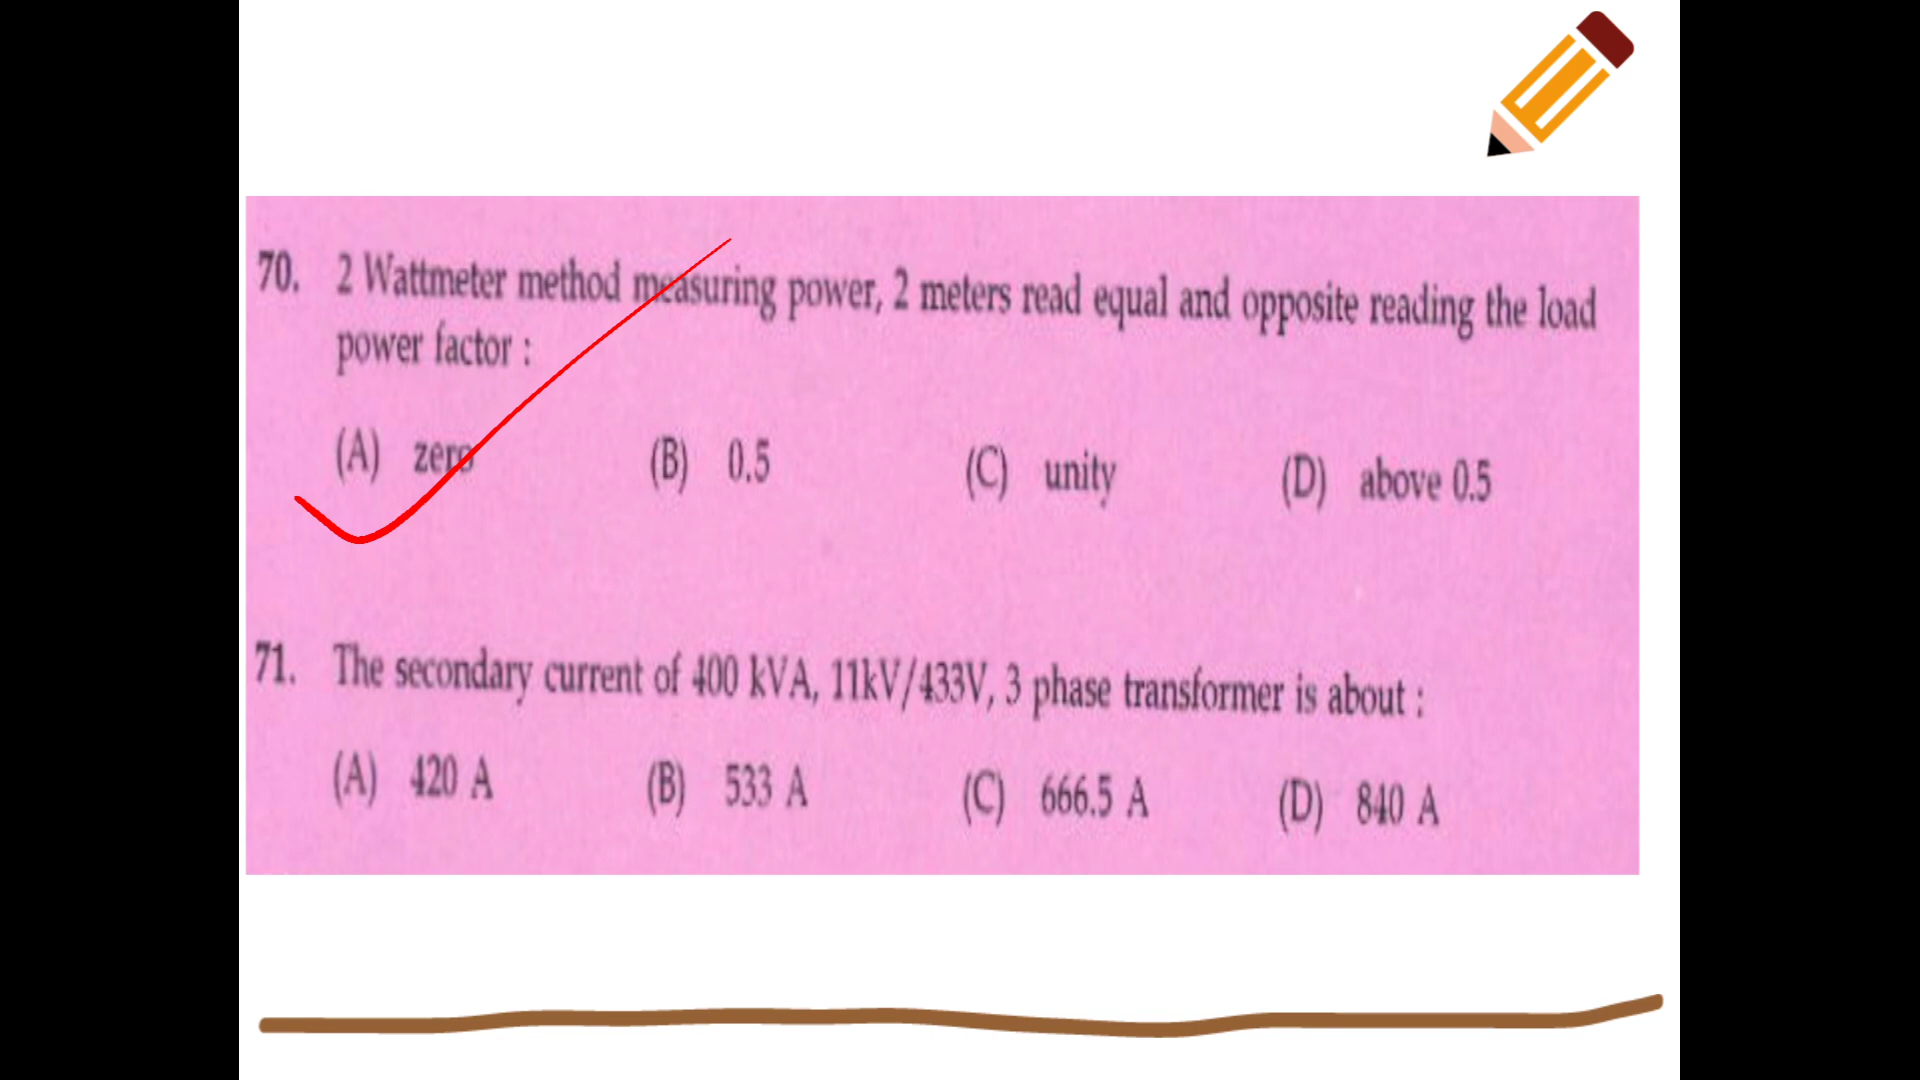 70. 2 Wattmeter method measuring power, 2 meters read equal and opposite reading the load
power factor :
(A) zero (B) 0.5 (C) unity (D) above 0.5
71. The secondary current of 400 kVA, 11kV/433V, 3 phase transformer is about :
(A) 420 A (B) 533 A (C) 666.5 A (D) 840 A